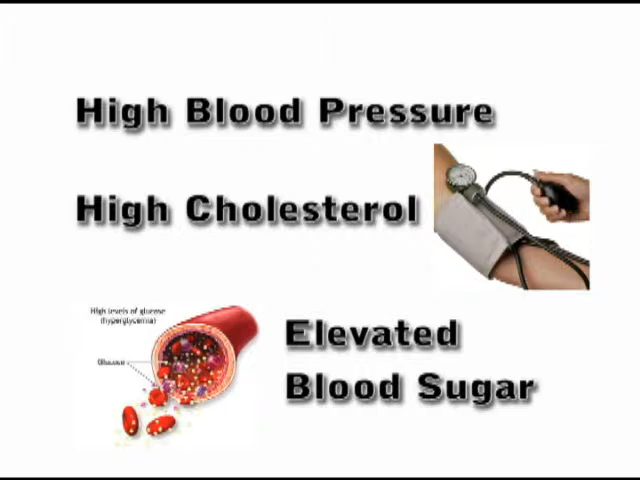 High Blood Pressure
High Cholesterol
High levels of glucose
(hyperglycemia)
Glucose
Elevated
Blood Sugar